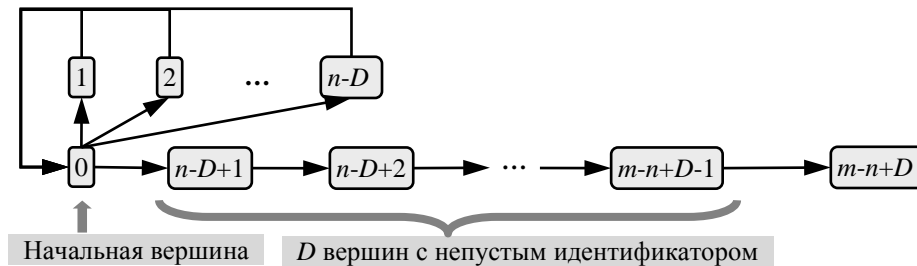 1 2 ... n-D
0 n-D+1 n-D+2 ... m-n+D-1 m-n+D
Начальная вершина D вершин с непустым идентификатором